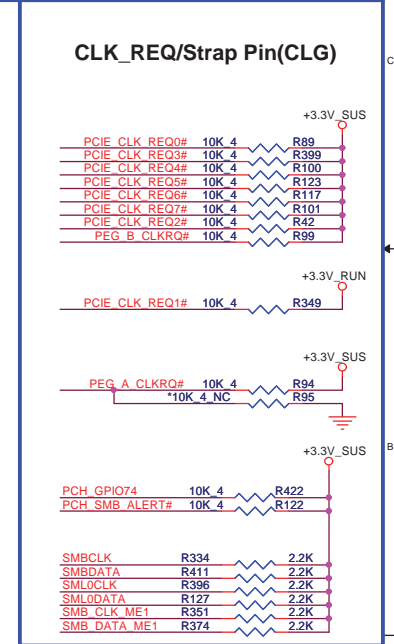 CLK_REQ/Strap Pin(CLG)
C
+3.3V_SUS
PCIE_CLK_REQ0# 10K_4 R89
PCIE_CLK_REQ3# 10K_4 R399
PCIE_CLK_REQ4# 10K_4 R100
PCIE_CLK_REQ5# 10K_4 R123
PCIE_CLK_REQ6# 10K_4 R117
PCIE_CLK_REQ7# 10K_4 R101
PCIE_CLK_REQ2# 10K_4 R42
PEG_B_CLKRQ# 10K_4 R99
+3.3V_RUN
PCIE_CLK_REQ1# 10K_4 R349
+3.3V_SUS
PEG_A_CLKRQ# 10K_4 R94
*10K_4_NC R95
+3.3V_SUS
B
PCH_GPIO74 10K_4 R422
PCH_SMB_ALERT# 10K_4 R122
SMBCLK R334 2.2K
SMBDATA R411 2.2K
SML0CLK R396 2.2K
SML0DATA R127 2.2K
SMB_CLK_ME1 R351 2.2K
SMB_DATA_ME1 R374 2.2K